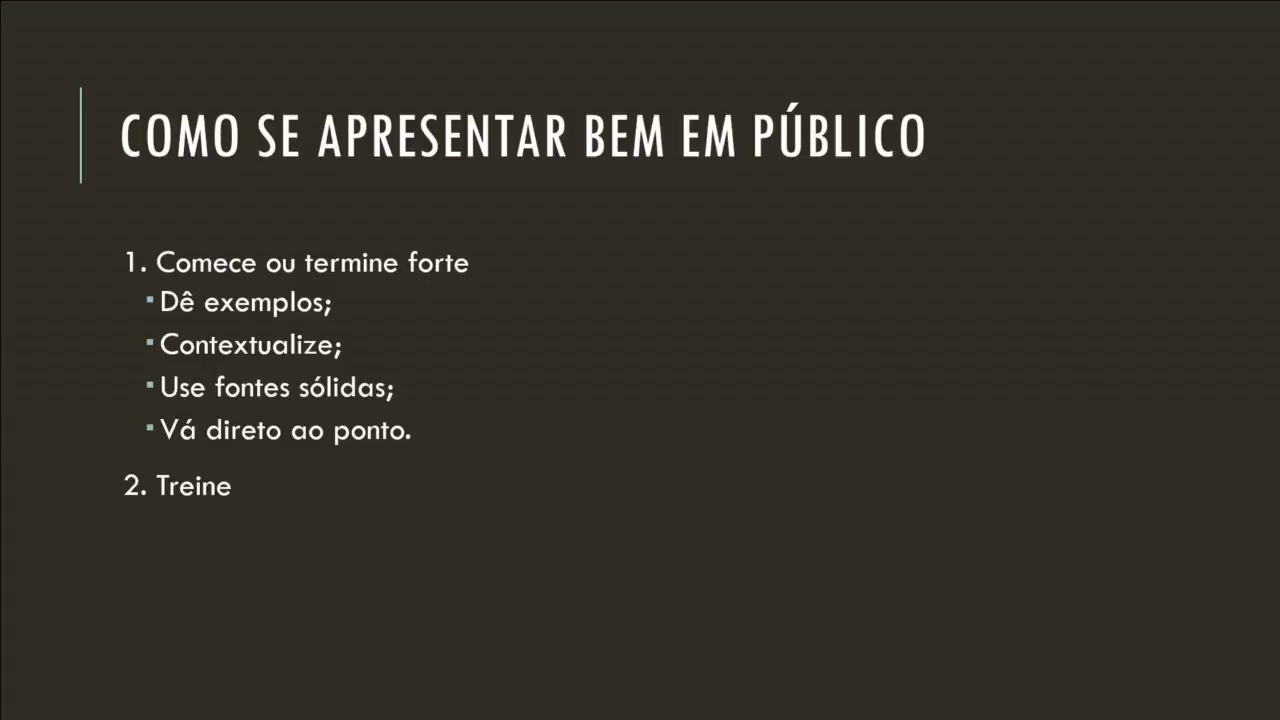 COMO SE APRESENTAR BEM EM PÚBLICO
1. Comece ou termine forte
▪ Dê exemplos;
▪ Contextualize;
▪ Use fontes sólidas;
▪ Vá direto ao ponto.
2. Treine